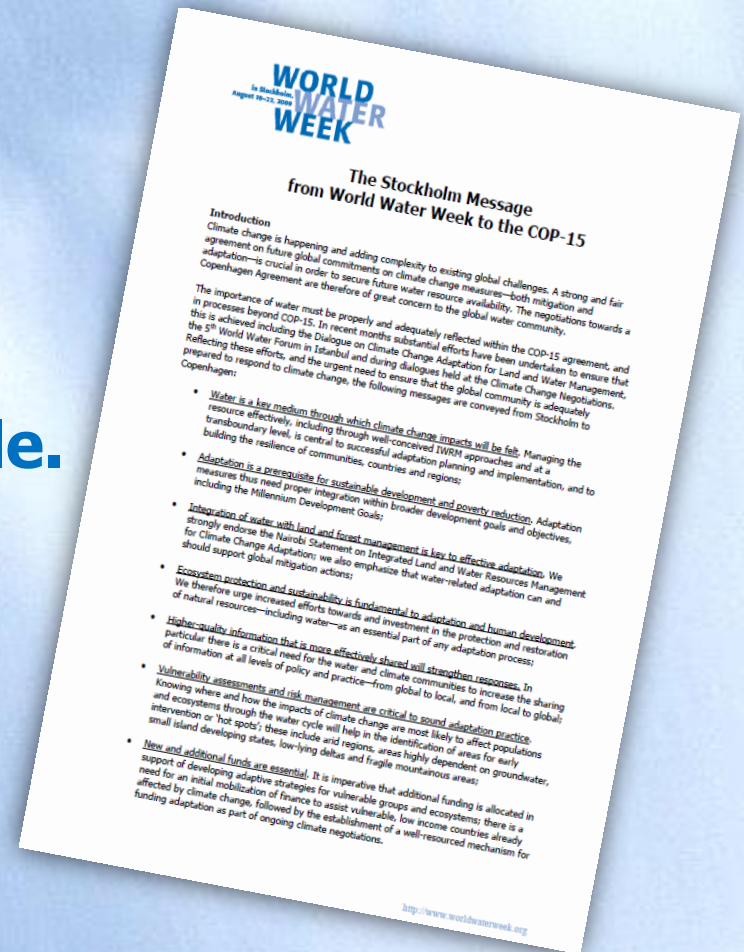 le.
WORLD
in Stockholm,
August 16–22, 2009
WATER
WEEK
The Stockholm Message
from World Water Week to the COP-15
Introduction
Climate change is happening and adding complexity to existing global challenges. A strong and fair
agreement on future global commitments on climate change measures—both mitigation and
adaptation—is crucial in order to secure future water resource availability. The negotiations towards a
Copenhagen Agreement are therefore of great concern to the global water community.
The importance of water must be properly and adequately reflected within the COP-15 agreement, and
in processes beyond COP-15. In recent months substantial efforts have been undertaken to ensure that
this is achieved including the Dialogue on Climate Change Adaptation for Land and Water Management,
the 5th World Water Forum in Istanbul and during dialogues held at the Climate Change Negotiations.
Reflecting these efforts, and the urgent need to ensure that the global community is adequately
prepared to respond to climate change, the following messages are conveyed from Stockholm to
Copenhagen:
• Water is a key medium through which climate change impacts will be felt. Managing the
resource effectively, including through well-conceived IWRM approaches and at a
transboundary level, is central to successful adaptation planning and implementation, and to
building the resilience of communities, countries and regions;
• Adaptation is a prerequisite for sustainable development and poverty reduction. Adaptation
measures thus need proper integration within broader development goals and objectives,
including the Millennium Development Goals;
• Integration of water with land and forest management is key to effective adaptation. We
strongly endorse the Nairobi Statement on Integrated Land and Water Resources Management
for Climate Change Adaptation; we also emphasize that water-related adaptation can and
should support global mitigation actions;
• Ecosystem protection and sustainability is fundamental to adaptation and human development.
We therefore urge increased efforts towards and investment in the protection and restoration
of natural resources—including water—as an essential part of any adaptation process;
• Higher-quality information that is more effectively shared will strengthen responses. In
particular there is a critical need for the water and climate communities to increase the sharing
of information at all levels of policy and practice—from global to local, and from local to global;
• Vulnerability assessments and risk management are critical to sound adaptation practice.
Knowing where and how the impacts of climate change are most likely to affect populations
and ecosystems through the water cycle will help in the identification of areas for early
intervention or 'hot spots'; these include arid regions, areas highly dependent on groundwater,
small island developing states, low-lying deltas and fragile mountainous areas;
• New and additional funds are essential. It is imperative that additional funding is allocated in
support of developing adaptive strategies for vulnerable groups and ecosystems; there is a
need for an initial mobilization of finance to assist vulnerable, low income countries already
affected by climate change, followed by the establishment of a well-resourced mechanism for
funding adaptation as part of ongoing climate negotiations.
http://www.worldwaterweek.org